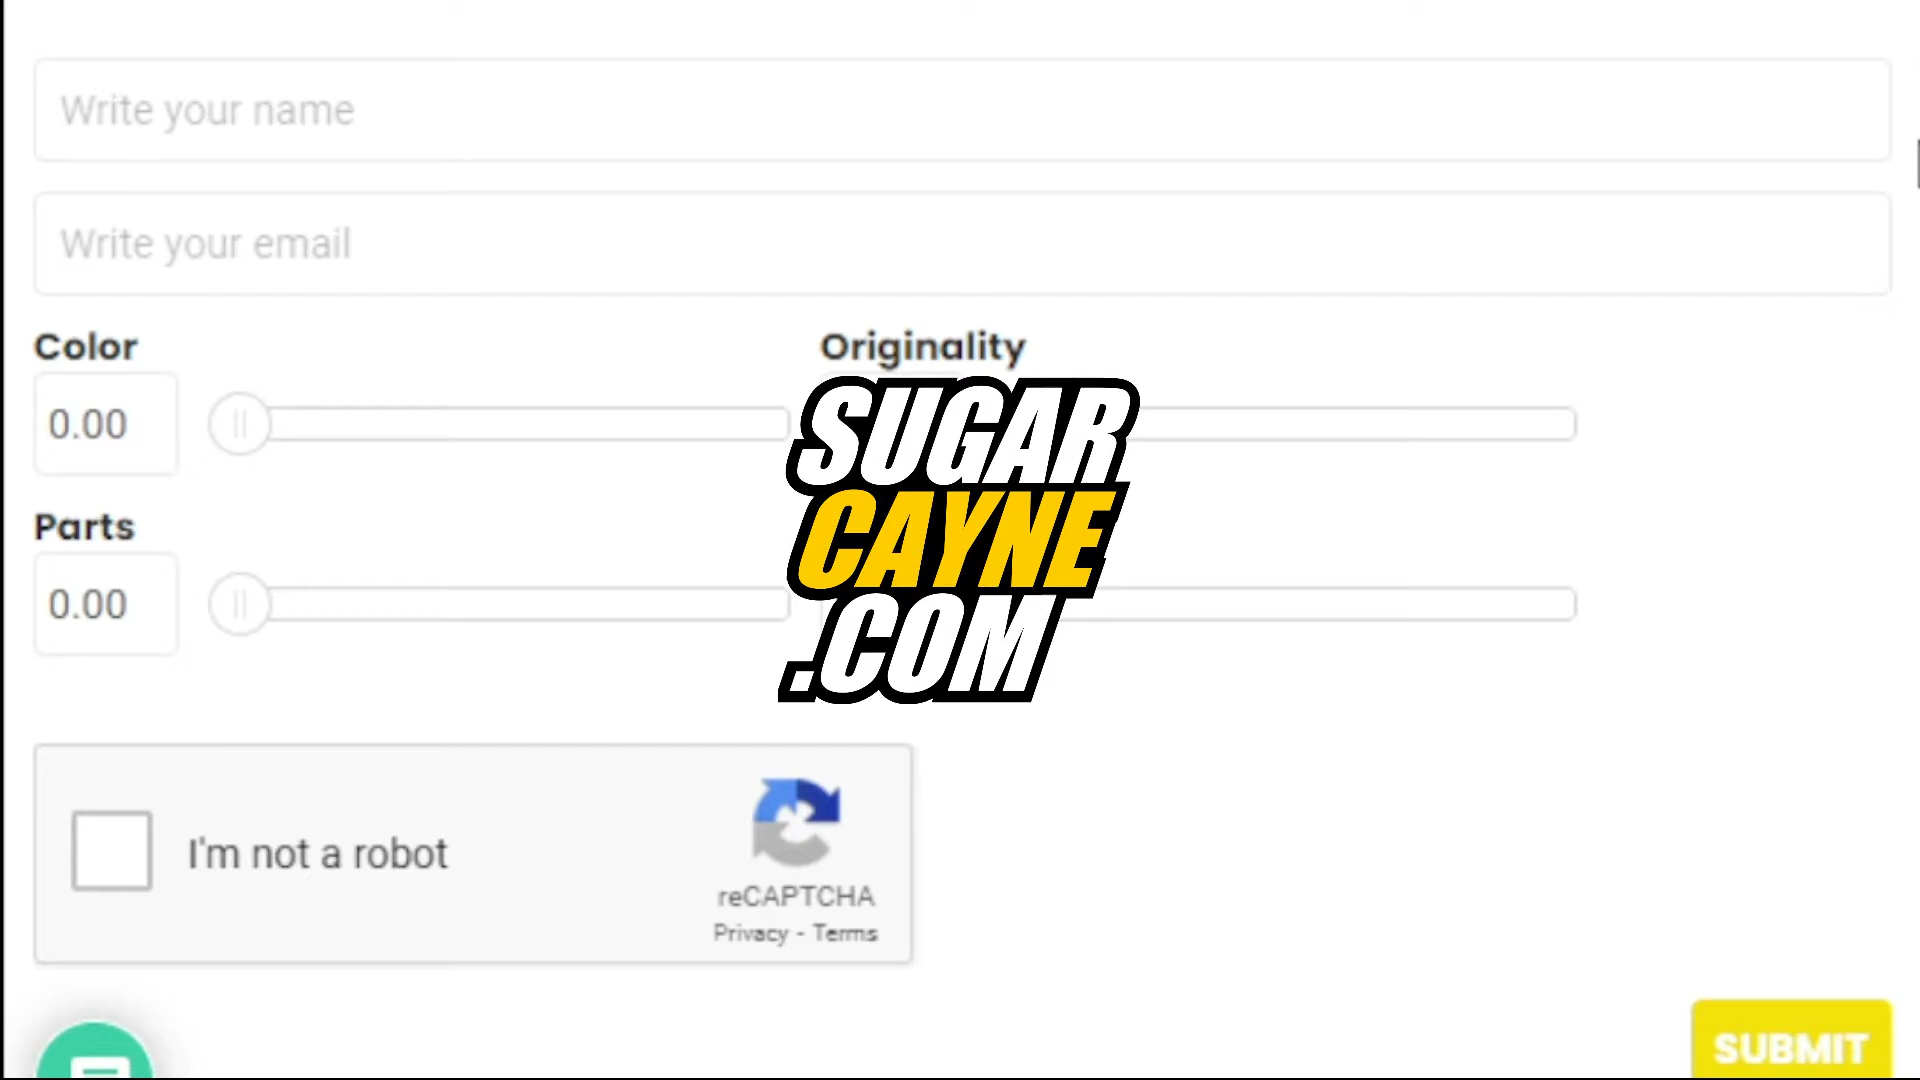 Write your name
Write your email
Color
Originality
0.00
SUGAR
CAYNE
.COM
Parts
0.00
I'm not a robot
reCAPTCHA
Privacy - Terms
SUBMIT